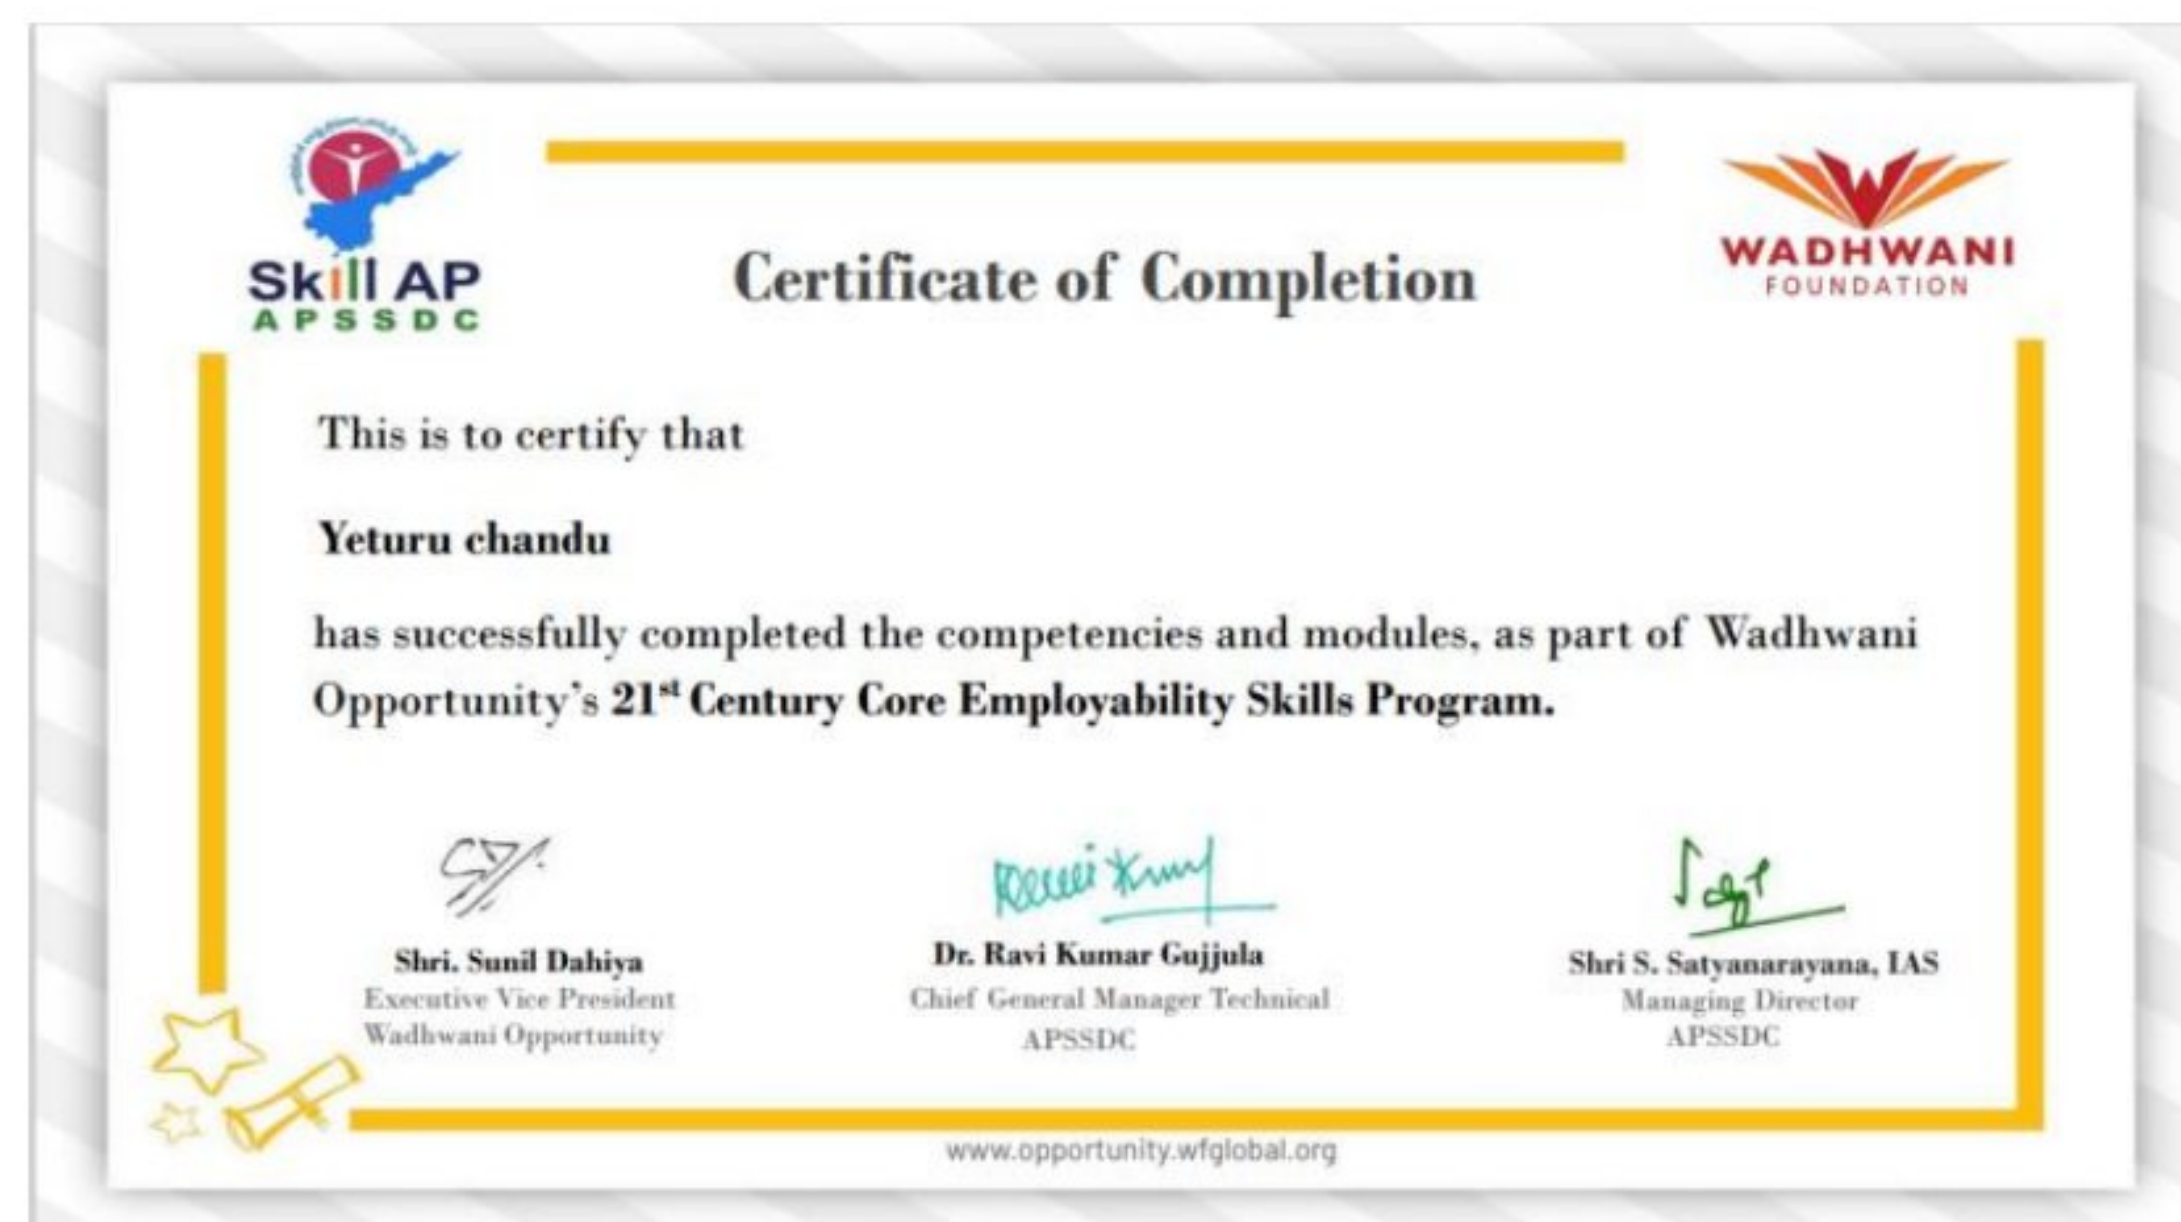 Skill AP
APSSDC
WADHWANI
FOUNDATION
Certificate of Completion
This is to certify that
Yeturu chandu
has successfully completed the competencies and modules, as part of Wadhwani
Opportunity's 21st Century Core Employability Skills Program.
Shri. Sunil Dahiya
Executive Vice President
Wadhwani Opportunity
Dr. Ravi Kumar Gujjula
Chief General Manager Technical
APSSDC
Shri S. Satyanarayana, IAS
Managing Director
APSSDC
www.opportunity.wfglobal.org